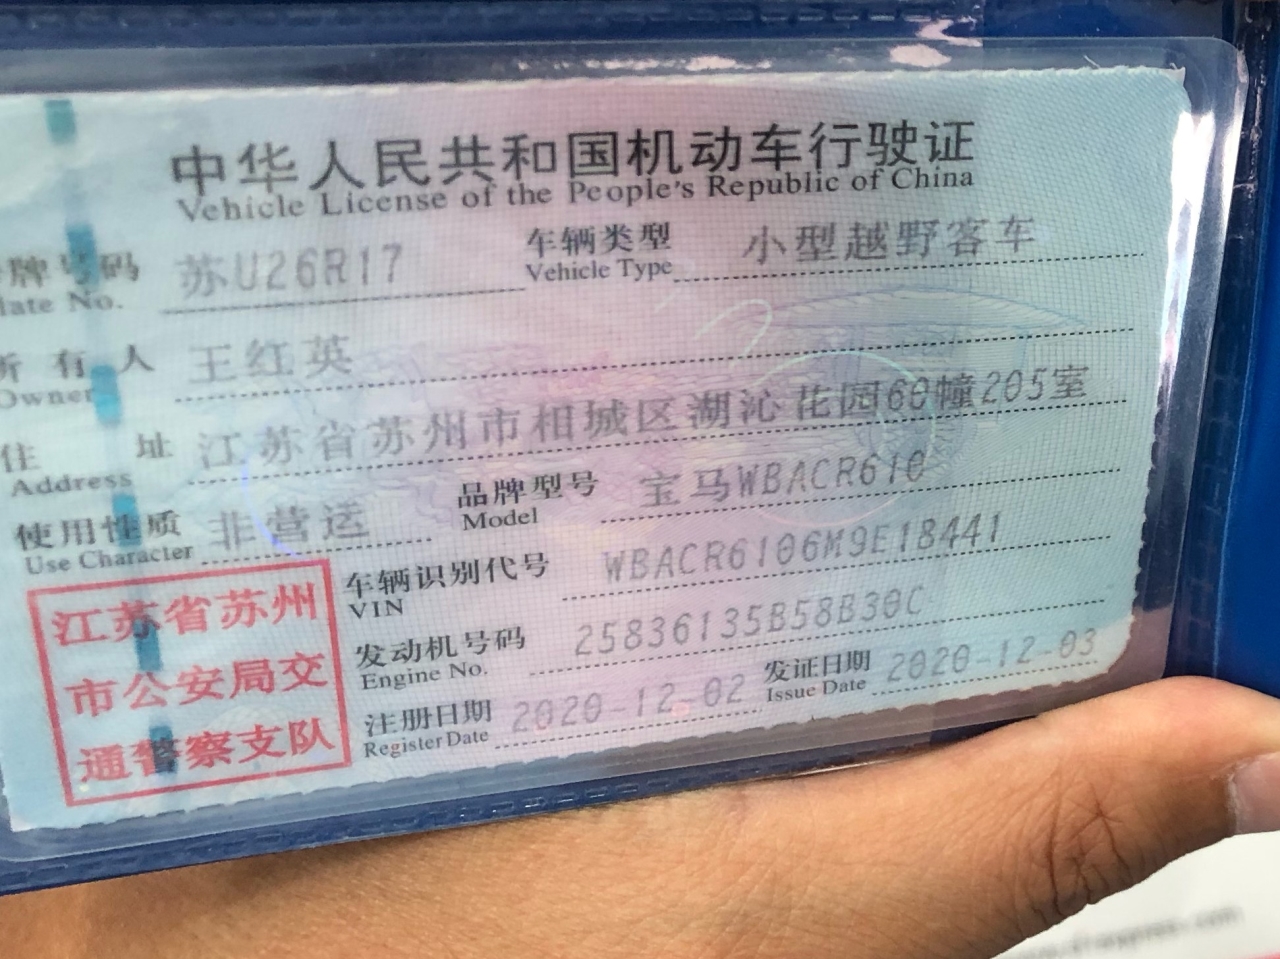 中华人民共和国机动车行驶证
Vehicle License of the People's Republic of China
牌号码 苏U26R17 车辆类型 小型越野客车
late No. Vehicle Type
所有人 王红英
Owner
住址 江苏省苏州市相城区湖沁花园60幢205室
Address
使用性质 非营运 品牌型号 宝马WBACR610
Use Character Model
车辆识别代号 WBACR6106M9E18441
VIN
发动机号码 25836135B58B30C
Engine No.
注册日期 2020-12-02 发证日期 2020-12-03
Register Date Issue Date
江苏省苏州
市公安局交
通警察支队